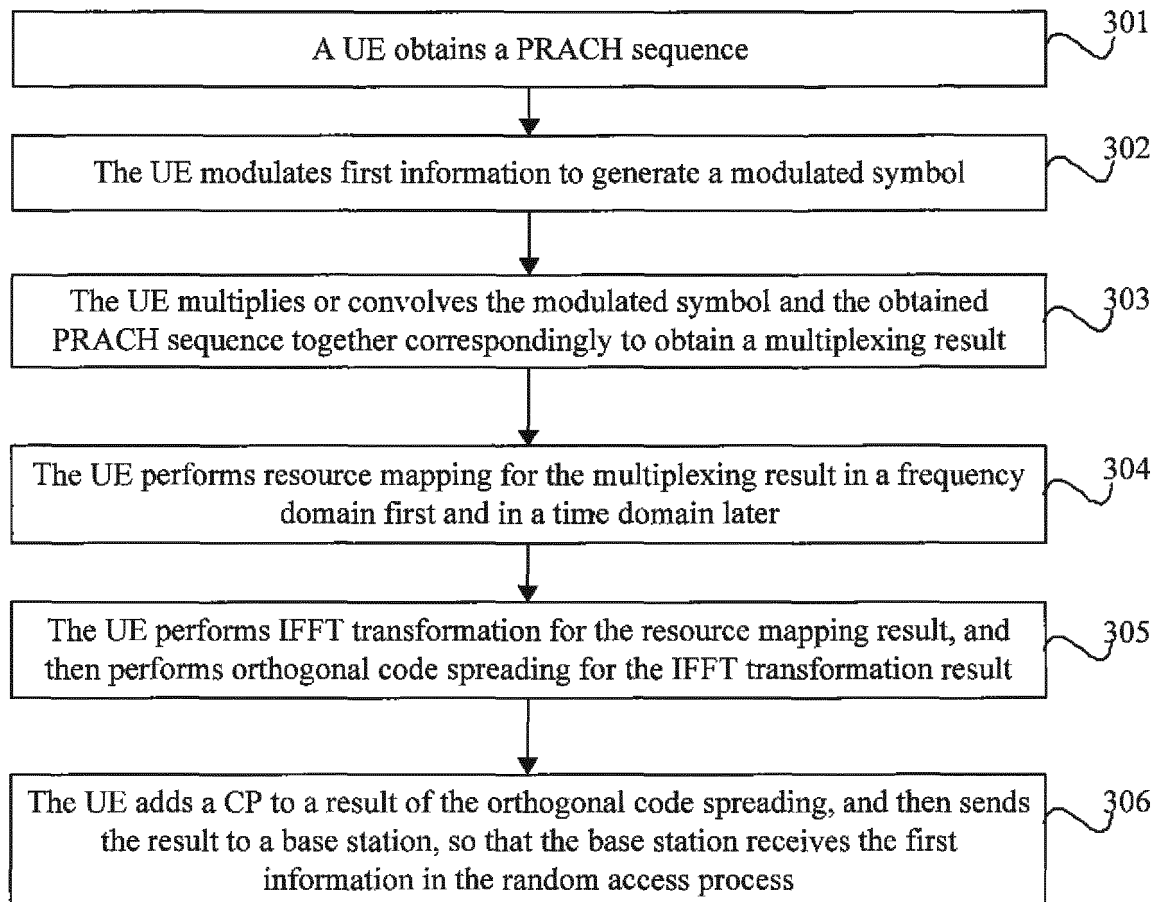 301
A UE obtains a PRACH sequence
302
The UE modulates first information to generate a modulated symbol
303
The UE multiplies or convolves the modulated symbol and the obtained
PRACH sequence together correspondingly to obtain a multiplexing result
304
The UE performs resource mapping for the multiplexing result in a frequency
domain first and in a time domain later
305
The UE performs IFFT transformation for the resource mapping result, and
then performs orthogonal code spreading for the IFFT transformation result
306
The UE adds a CP to a result of the orthogonal code spreading, and then sends
the result to a base station, so that the base station receives the first
information in the random access process